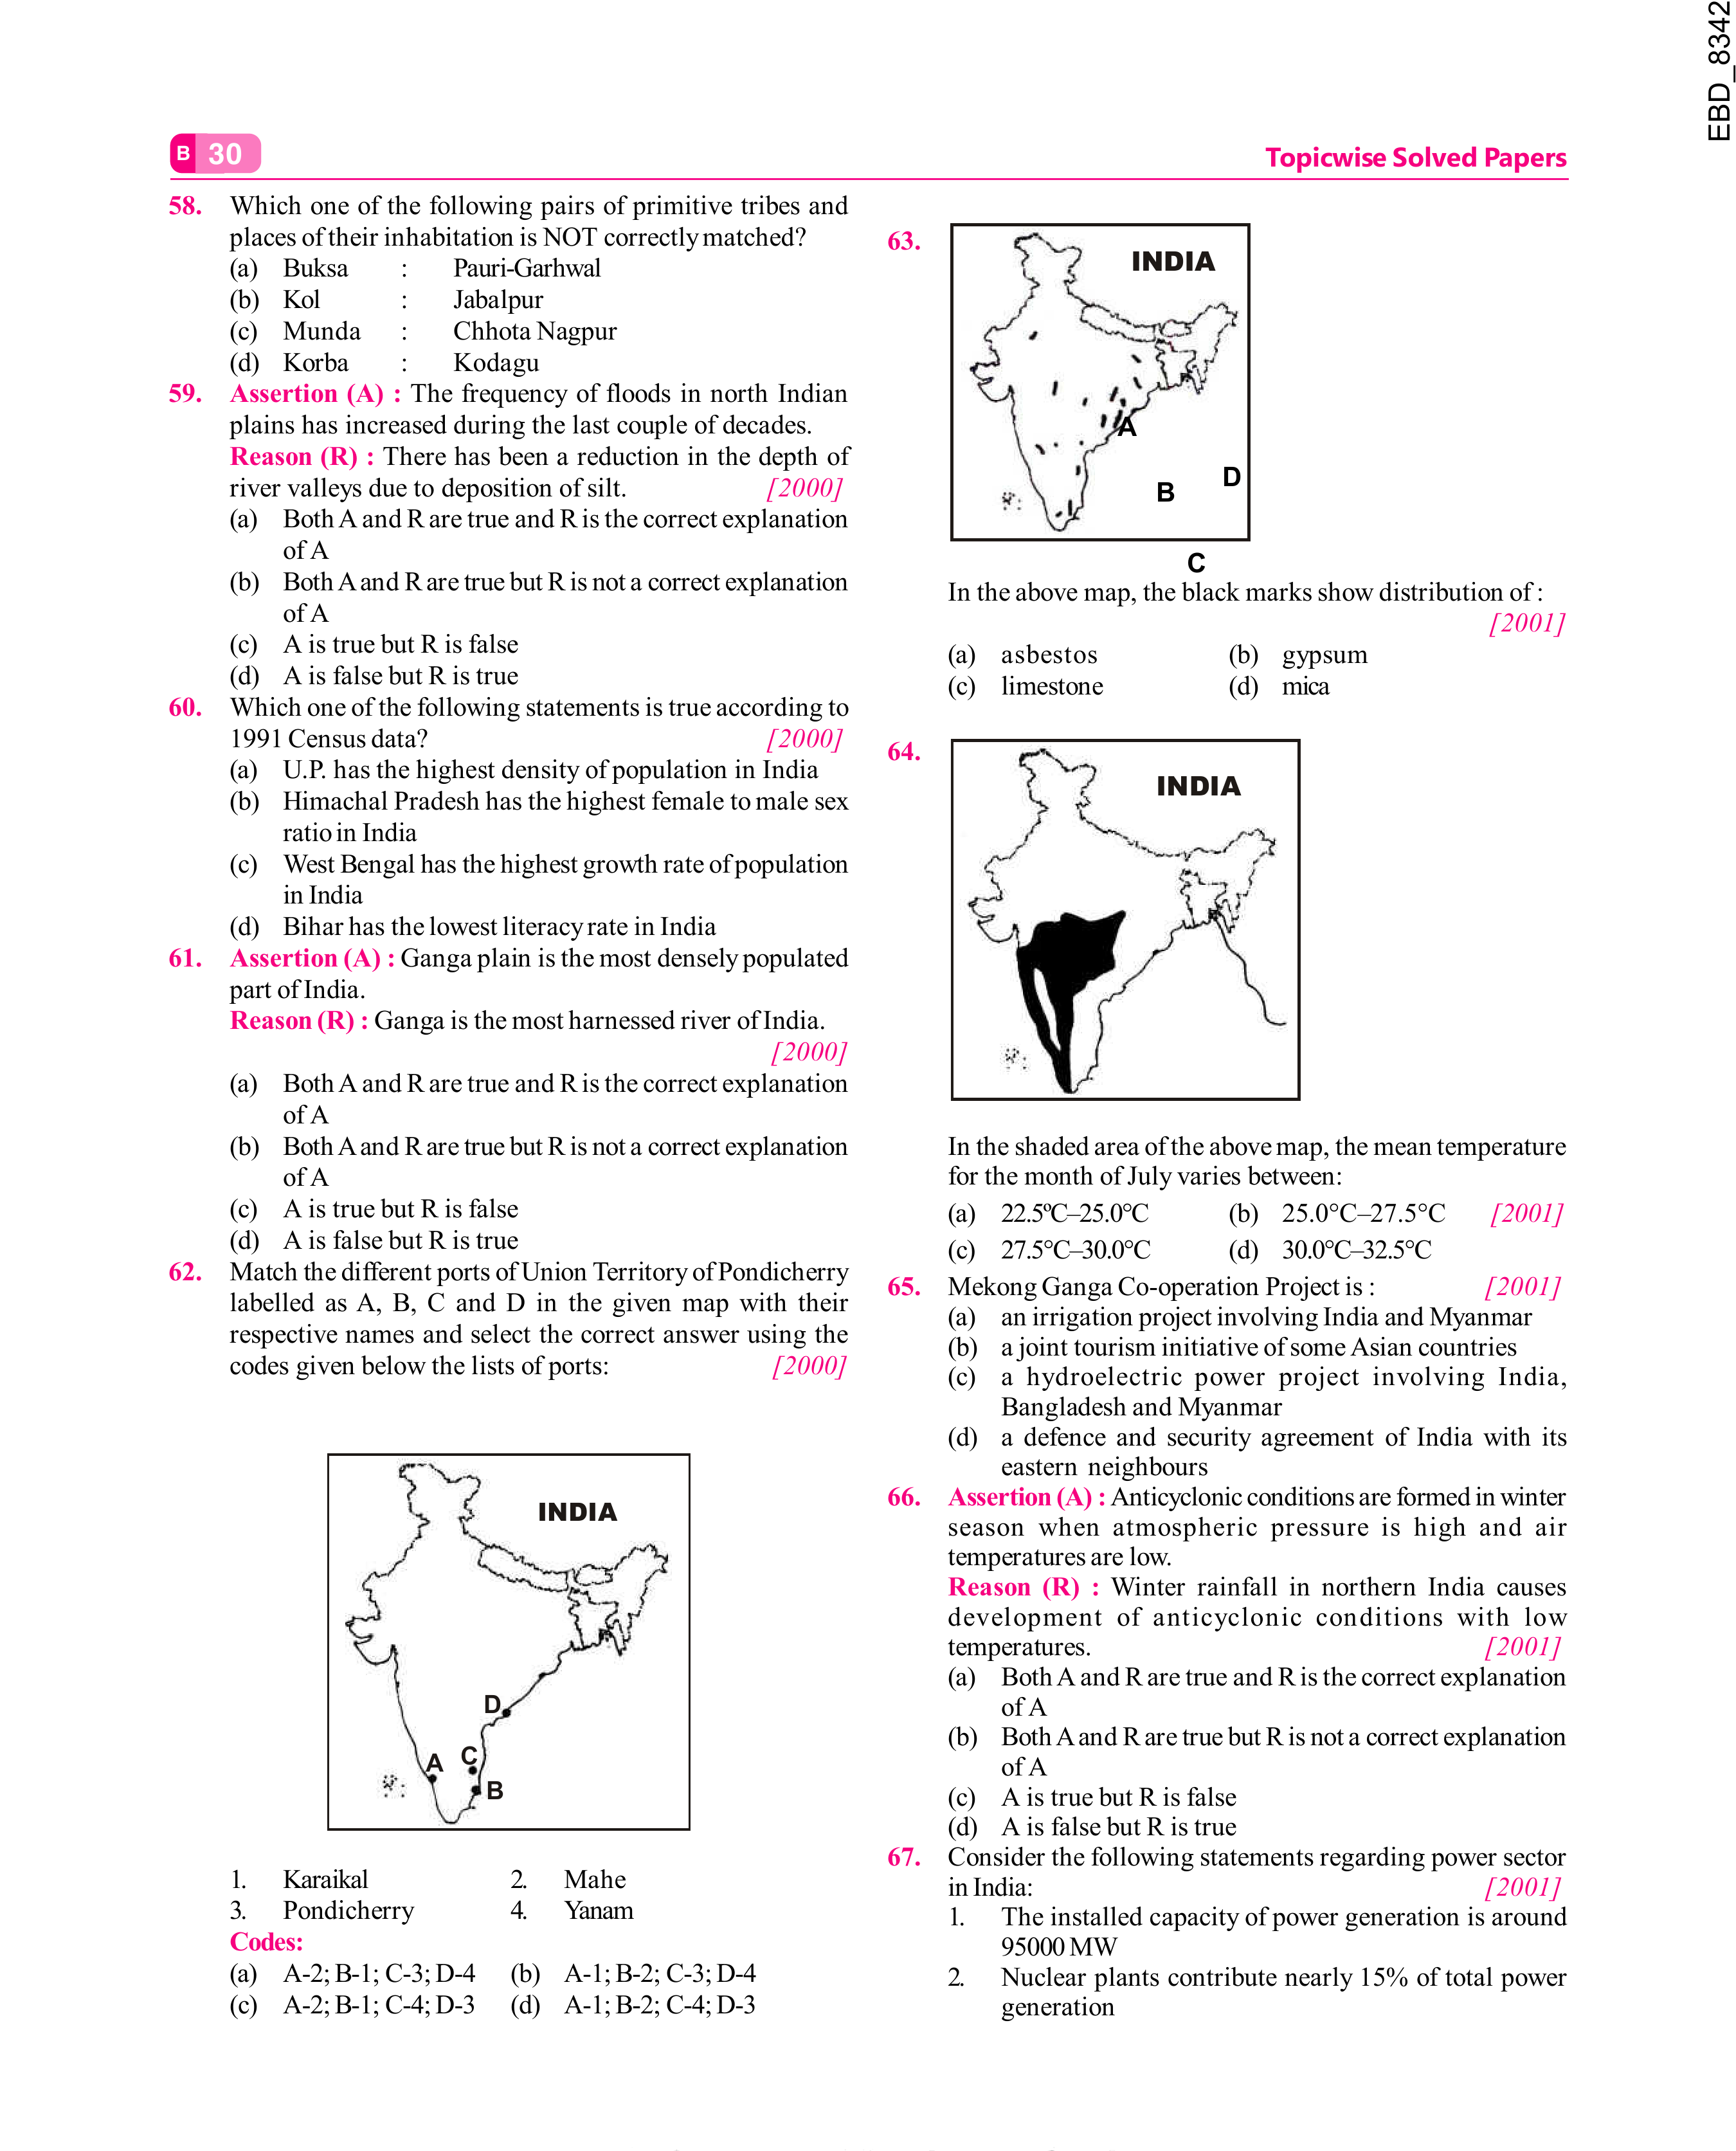 EBD_8342
B 30
Topicwise Solved Papers
58. Which one of the following pairs of primitive tribes and
places of their inhabitation is NOT correctly matched?
(a) Buksa : Pauri-Garhwal
(b) Kol : Jabalpur
(c) Munda : Chhota Nagpur
(d) Korba : Kodagu
59. Assertion (A) : The frequency of floods in north Indian
plains has increased during the last couple of decades.
Reason (R) : There has been a reduction in the depth of
river valleys due to deposition of silt. [2000]
(a) Both A and R are true and R is the correct explanation
of A
(b) Both A and R are true but R is not a correct explanation
of A
(c) A is true but R is false
(d) A is false but R is true
60. Which one of the following statements is true according to
1991 Census data? [2000]
(a) U.P. has the highest density of population in India
(b) Himachal Pradesh has the highest female to male sex
ratio in India
(c) West Bengal has the highest growth rate of population
in India
(d) Bihar has the lowest literacy rate in India
61. Assertion (A) : Ganga plain is the most densely populated
part of India.
Reason (R) : Ganga is the most harnessed river of India.
[2000]
(a) Both A and R are true and R is the correct explanation
of A
(b) Both A and R are true but R is not a correct explanation
of A
(c) A is true but R is false
(d) A is false but R is true
62. Match the different ports of Union Territory of Pondicherry
labelled as A, B, C and D in the given map with their
respective names and select the correct answer using the
codes given below the lists of ports: [2000]
INDIA
D
A C
B
1. Karaikal 2. Mahe
3. Pondicherry 4. Yanam
Codes:
(a) A-2; B-1; C-3; D-4 (b) A-1; B-2; C-3; D-4
(c) A-2; B-1; C-4; D-3 (d) A-1; B-2; C-4; D-3
63.
INDIA
A
D
B
C
In the above map, the black marks show distribution of :
[2001]
(a) asbestos (b) gypsum
(c) limestone (d) mica
64.
INDIA
In the shaded area of the above map, the mean temperature
for the month of July varies between:
(a) 22.5ºC–25.0°C (b) 25.0°C–27.5°C [2001]
(c) 27.5°C–30.0°C (d) 30.0°C–32.5°C
65. Mekong Ganga Co-operation Project is : [2001]
(a) an irrigation project involving India and Myanmar
(b) a joint tourism initiative of some Asian countries
(c) a hydroelectric power project involving India,
Bangladesh and Myanmar
(d) a defence and security agreement of India with its
eastern neighbours
66. Assertion (A) : Anticyclonic conditions are formed in winter
season when atmospheric pressure is high and air
temperatures are low.
Reason (R) : Winter rainfall in northern India causes
development of anticyclonic conditions with low
temperatures. [2001]
(a) Both A and R are true and R is the correct explanation
of A
(b) Both A and R are true but R is not a correct explanation
of A
(c) A is true but R is false
(d) A is false but R is true
67. Consider the following statements regarding power sector
in India: [2001]
1. The installed capacity of power generation is around
95000 MW
2. Nuclear plants contribute nearly 15% of total power
generation